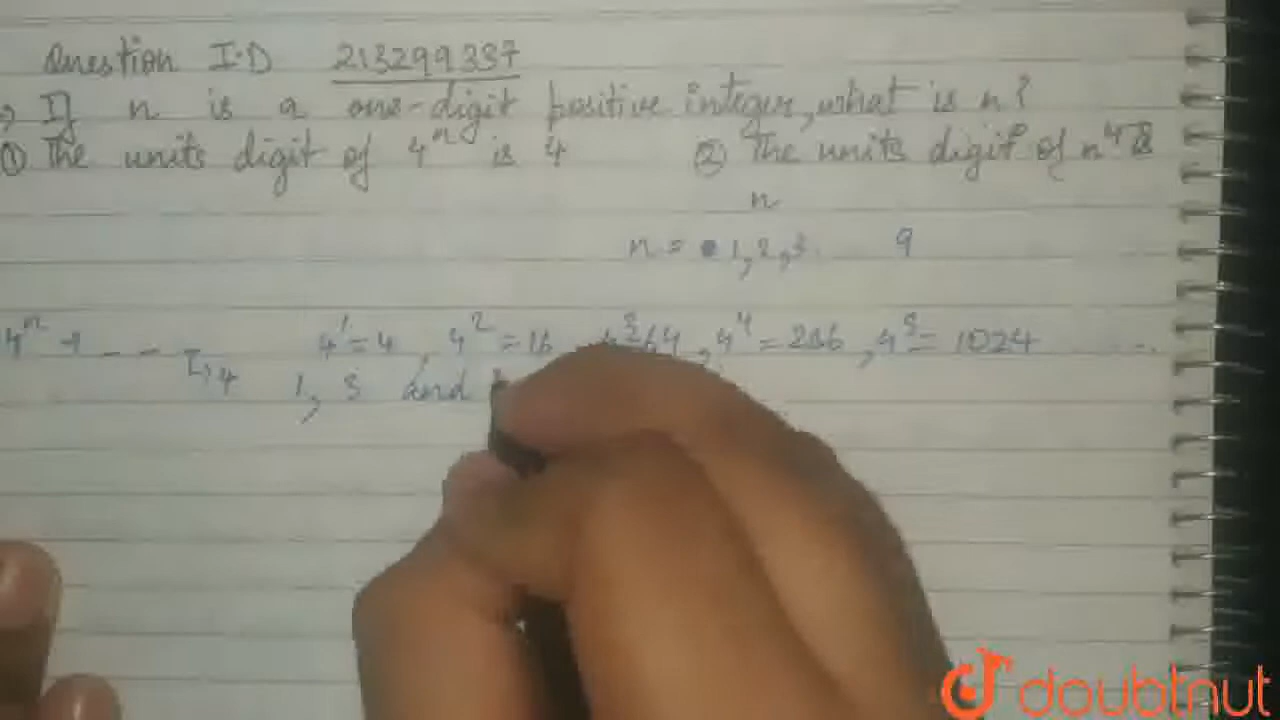 Question I.D 213299337
If n is a one-digit positive integer, what is n?
① The units digit of 4ⁿ is 4 ② The units digit of n⁴ is
n
n = 1, 2, 3. 9
4ⁿ 4¹ = 4, 4² = 16 4³ 64, 4⁴ = 256, 4⁵ = 1024 ...
1, 3 and
doubtnut